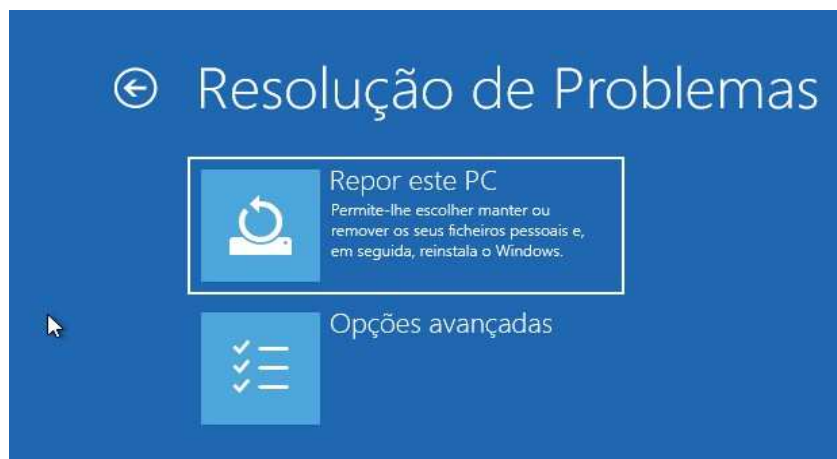 Resolução de Problemas
Repor este PC
Permite-lhe escolher manter ou
remover os seus ficheiros pessoais e,
em seguida, reinstala o Windows.
Opções avançadas